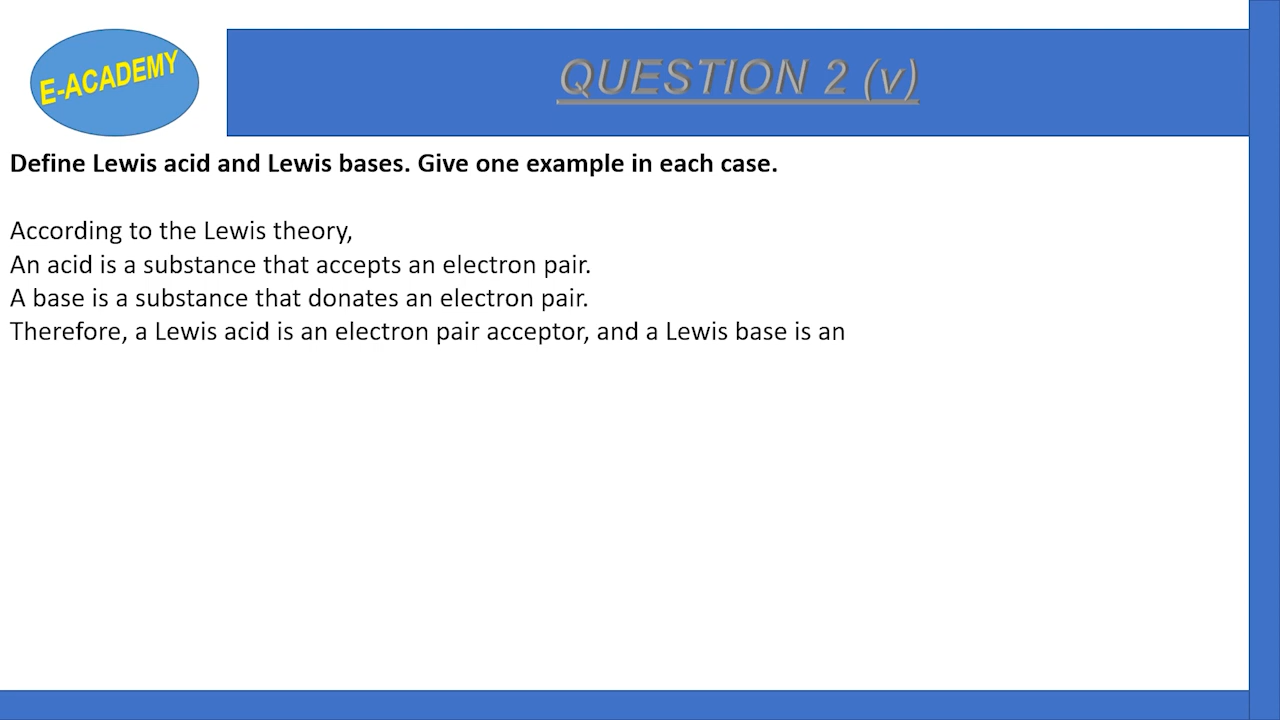 E-ACADEMY
QUESTION 2 (v)
Define Lewis acid and Lewis bases. Give one example in each case.
According to the Lewis theory,
An acid is a substance that accepts an electron pair.
A base is a substance that donates an electron pair.
Therefore, a Lewis acid is an electron pair acceptor, and a Lewis base is an